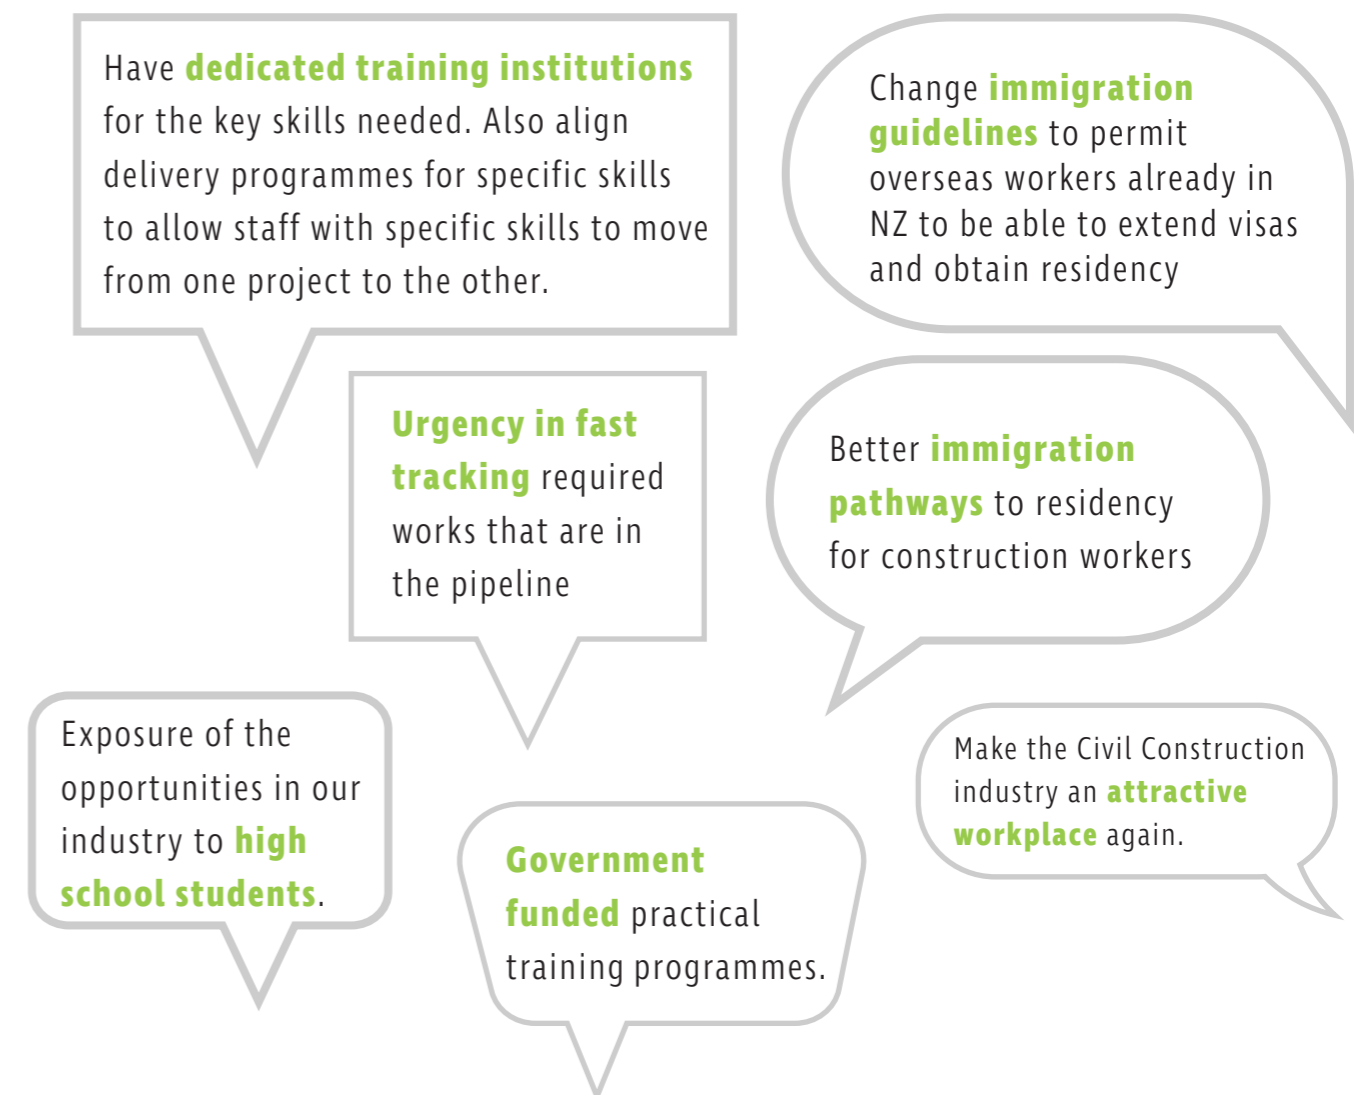 Have dedicated training institutions
for the key skills needed. Also align
delivery programmes for specific skills
to allow staff with specific skills to move
from one project to the other.
Change immigration
guidelines to permit
overseas workers already in
NZ to be able to extend visas
and obtain residency
Urgency in fast
tracking required
works that are in
the pipeline
Better immigration
pathways to residency
for construction workers
Exposure of the
opportunities in our
industry to high
school students.
Government
funded practical
training programmes.
Make the Civil Construction
industry an attractive
workplace again.